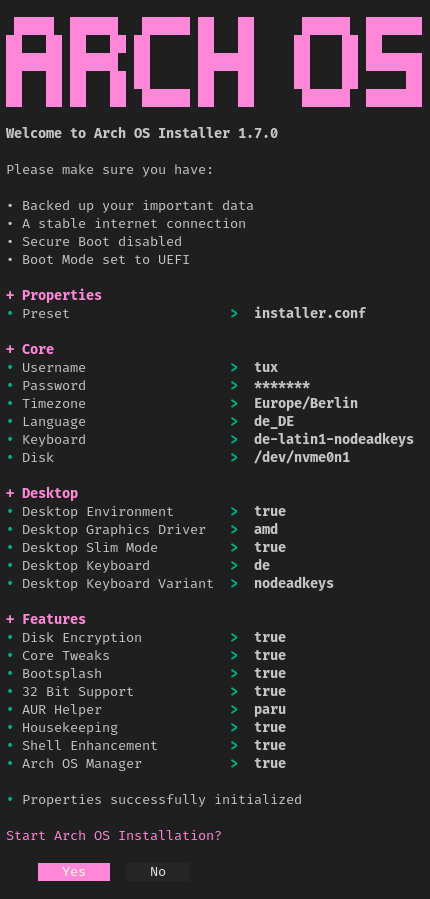 ARCH OS
Welcome to Arch OS Installer 1.7.0
Please make sure you have:
• Backed up your important data
• A stable internet connection
• Secure Boot disabled
• Boot Mode set to UEFI
+ Properties
• Preset > installer.conf
+ Core
• Username > tux
• Password > *******
• Timezone > Europe/Berlin
• Language > de_DE
• Keyboard > de-latin1-nodeadkeys
• Disk > /dev/nvme0n1
+ Desktop
• Desktop Environment > true
• Desktop Graphics Driver > amd
• Desktop Slim Mode > true
• Desktop Keyboard > de
• Desktop Keyboard Variant > nodeadkeys
+ Features
• Disk Encryption > true
• Core Tweaks > true
• Bootsplash > true
• 32 Bit Support > true
• AUR Helper > paru
• Housekeeping > true
• Shell Enhancement > true
• Arch OS Manager > true
• Properties successfully initialized
Start Arch OS Installation?
Yes No